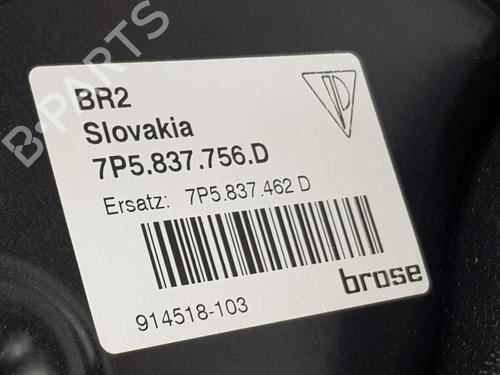 B-PARTS
BR2
Slovakia
7P5.837.756.D
Ersatz: 7P5.837.462 D
914518-103
brose